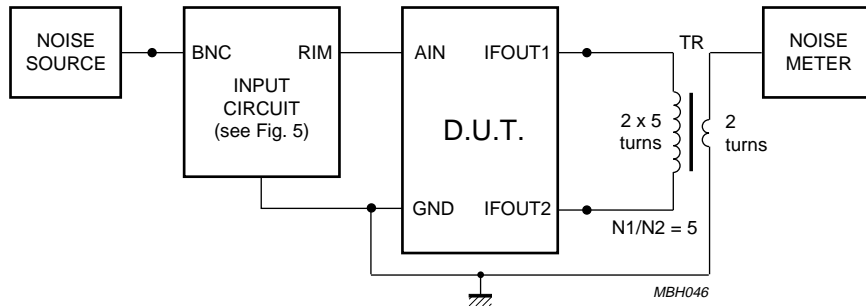 NOISE
SOURCE
BNC
RIM
INPUT
CIRCUIT
(see Fig. 5)
AIN
IFOUT1
D.U.T.
GND
IFOUT2
TR
2 x 5
turns
2
turns
N1/N2 = 5
NOISE
METER
MBH046